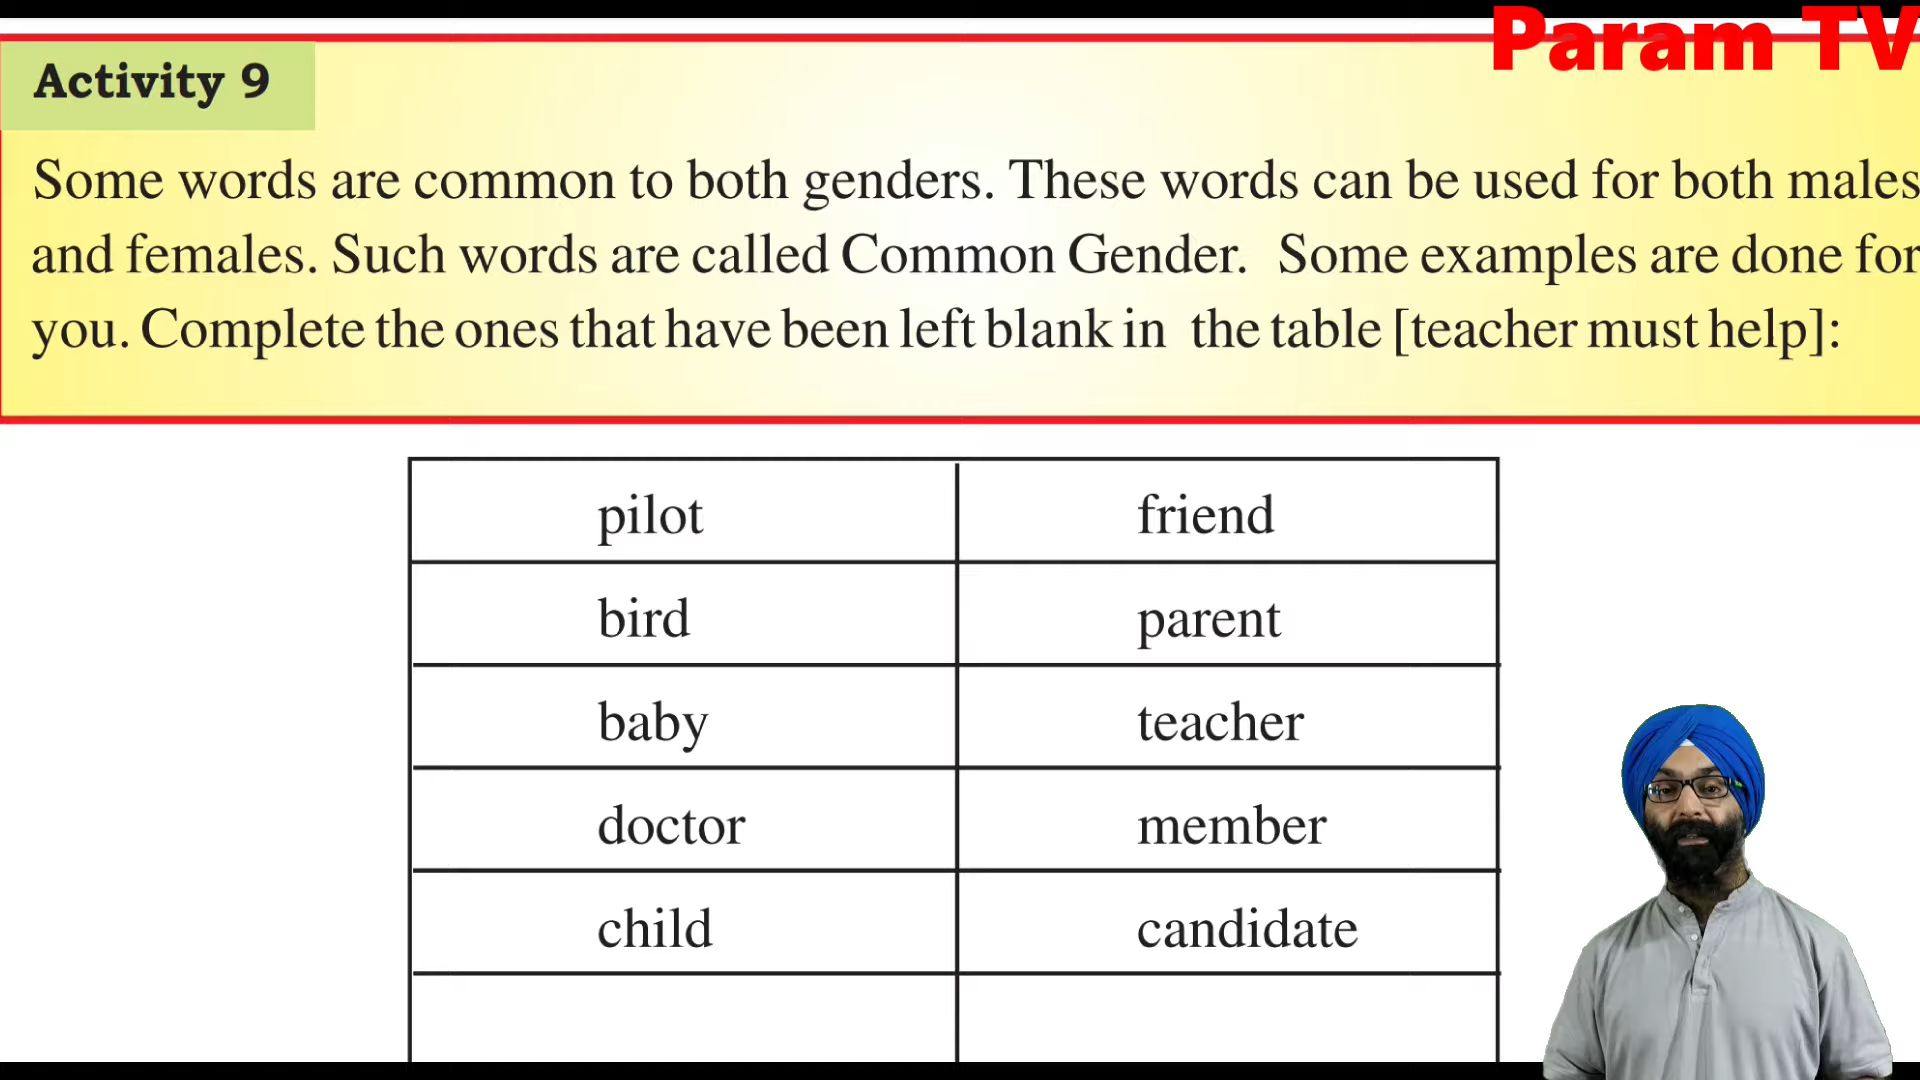 Param TV
Activity 9
Some words are common to both genders. These words can be used for both males
and females. Such words are called Common Gender. Some examples are done for
you. Complete the ones that have been left blank in the table [teacher must help]:
pilot friend
bird parent
baby teacher
doctor member
child candidate